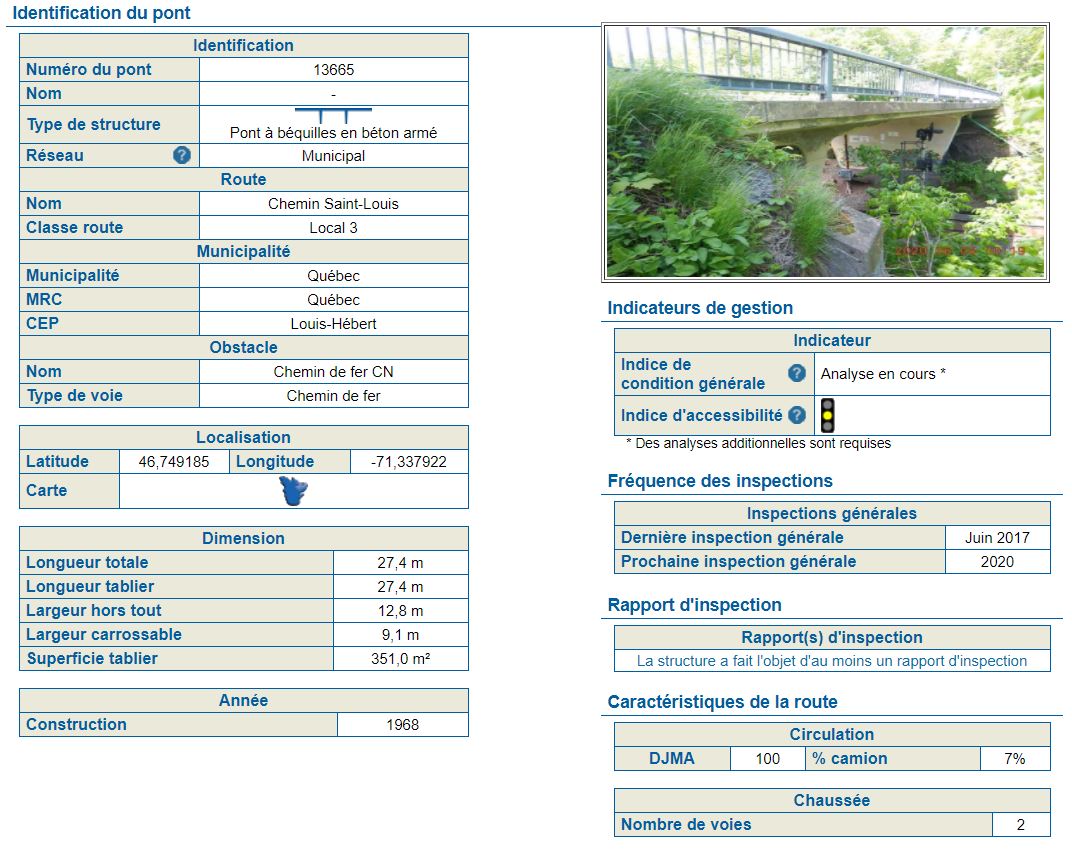 Identification du pont
Identification
Numéro du pont 13665
Nom -
Type de structure Pont à béquilles en béton armé
Réseau ? Municipal
Route
Nom Chemin Saint-Louis
Classe route Local 3
Municipalité
Municipalité Québec
MRC Québec
CEP Louis-Hébert
Obstacle
Nom Chemin de fer CN
Type de voie Chemin de fer
Localisation
Latitude 46,749185 Longitude -71,337922
Carte
Dimension
Longueur totale 27,4 m
Longueur tablier 27,4 m
Largeur hors tout 12,8 m
Largeur carrossable 9,1 m
Superficie tablier 351,0 m²
Année
Construction 1968
Indicateurs de gestion
Indicateur
Indice de
condition générale ? Analyse en cours *
Indice d'accessibilité ?
* Des analyses additionnelles sont requises
Fréquence des inspections
Inspections générales
Dernière inspection générale Juin 2017
Prochaine inspection générale 2020
Rapport d'inspection
Rapport(s) d'inspection
La structure a fait l'objet d'au moins un rapport d'inspection
Caractéristiques de la route
Circulation
DJMA 100 % camion 7%
Chaussée
Nombre de voies 2